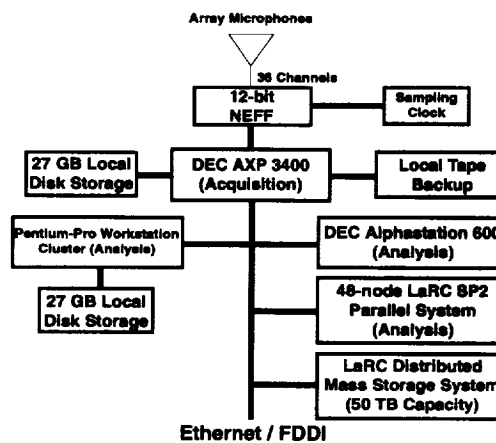 Array Microphones
36 Channels
12-bit
NEFF
Sampling
Clock
27 GB Local
Disk Storage
DEC AXP 3400
(Acquisition)
Local Tape
Backup
Pentium-Pro Workstation
Cluster (Analysis)
DEC Alphastation 600
(Analysis)
27 GB Local
Disk Storage
48-node LaRC SP2
Parallel System
(Analysis)
LaRC Distributed
Mass Storage System
(50 TB Capacity)
Ethernet / FDDI